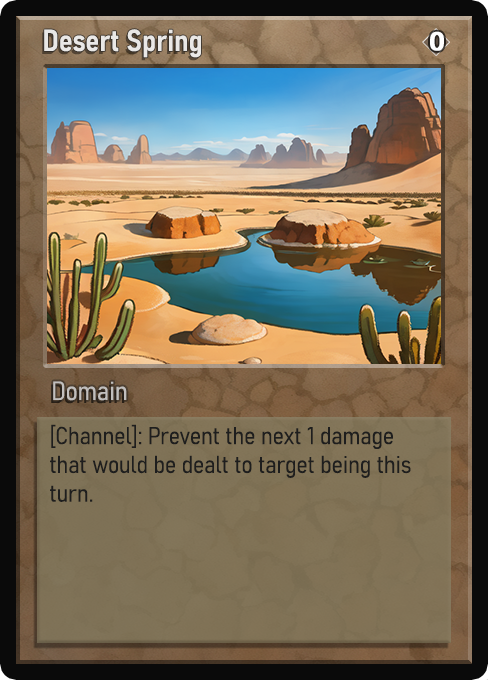 Desert Spring
0
Domain
[Channel]: Prevent the next 1 damage
that would be dealt to target being this
turn.